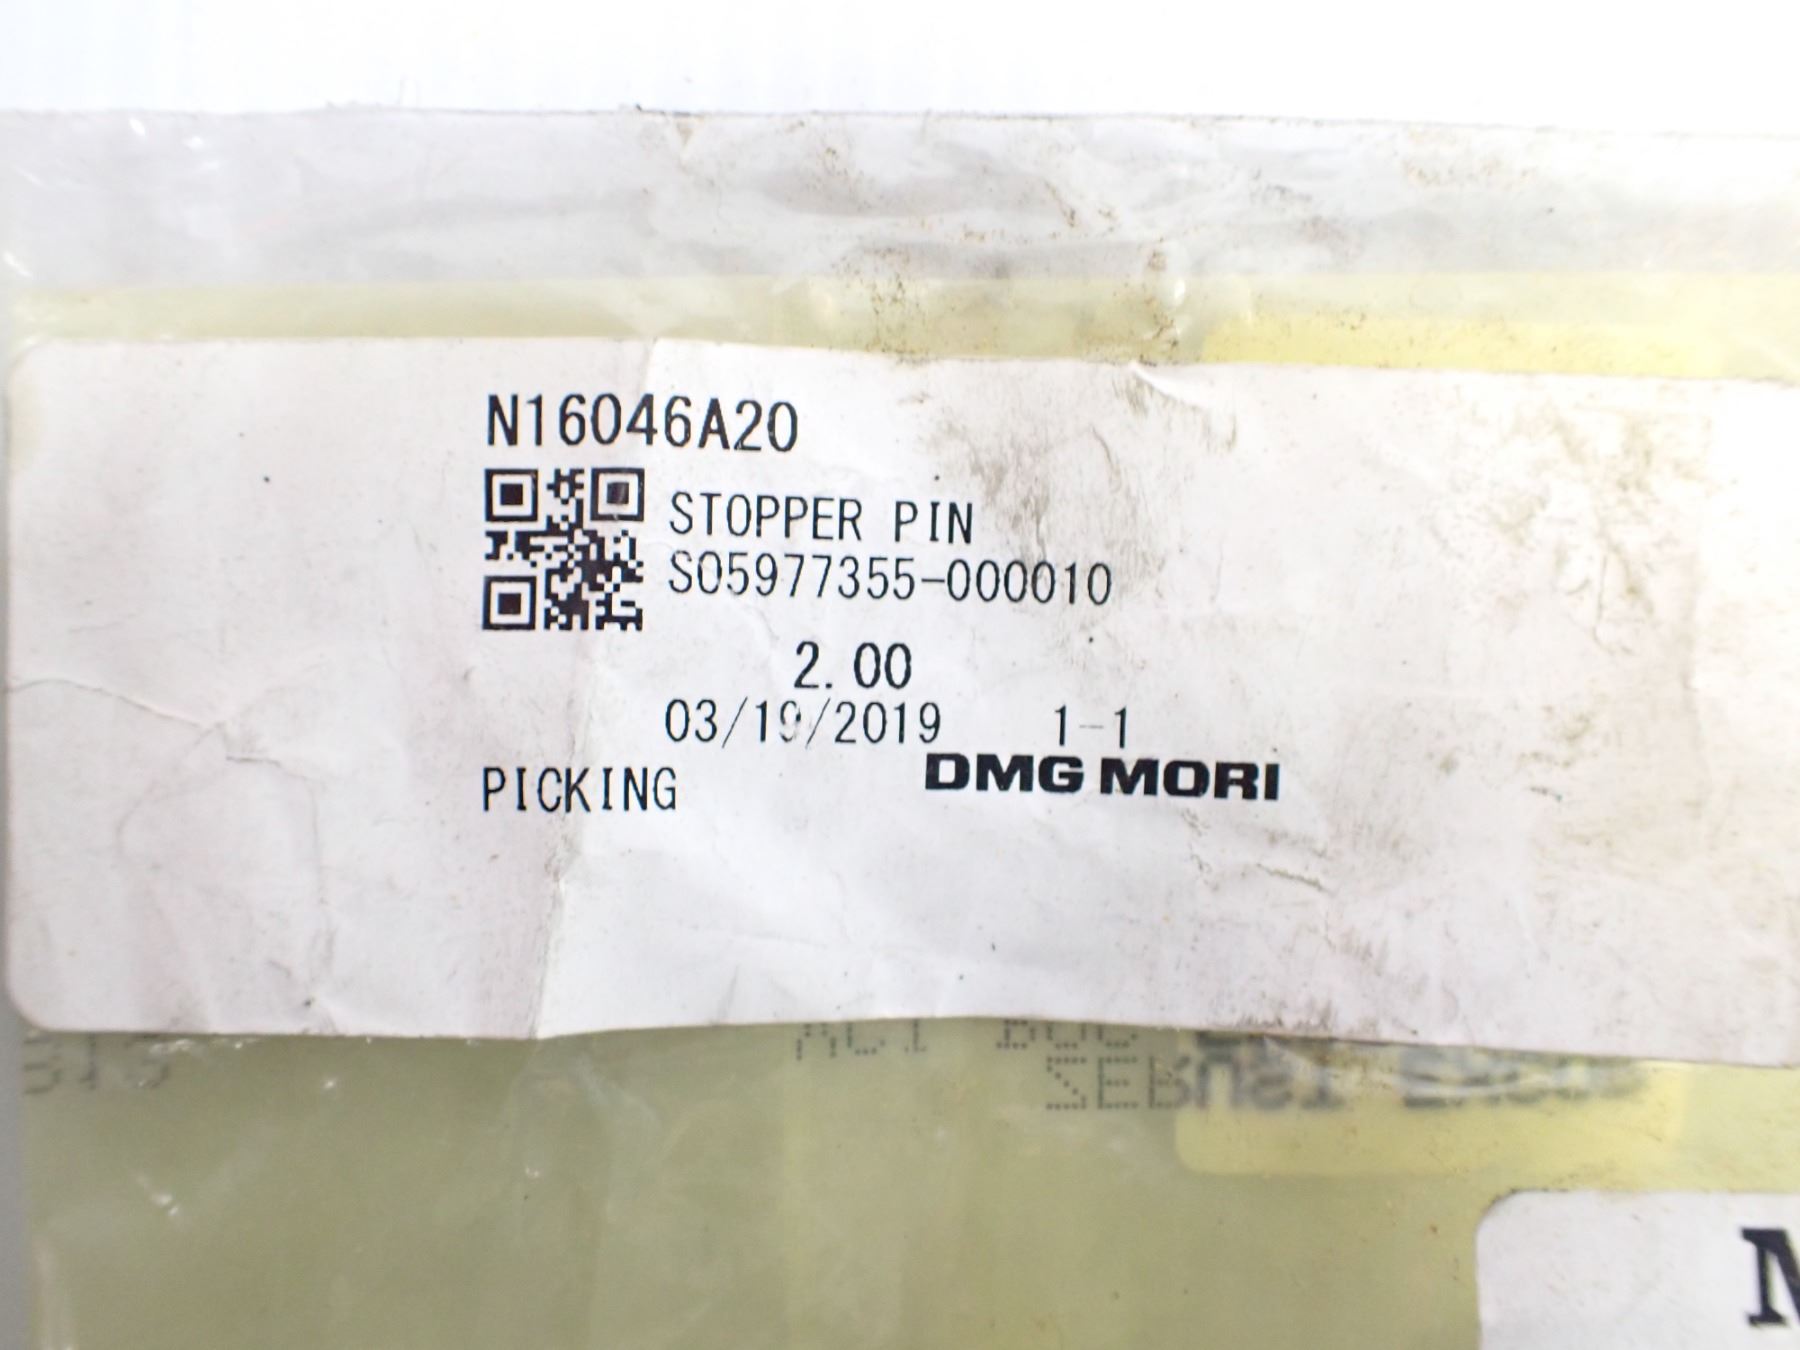 N16046A20
STOPPER PIN
S05977355-000010
2.00
03/19/2019 1-1
PICKING DMG MORI
M